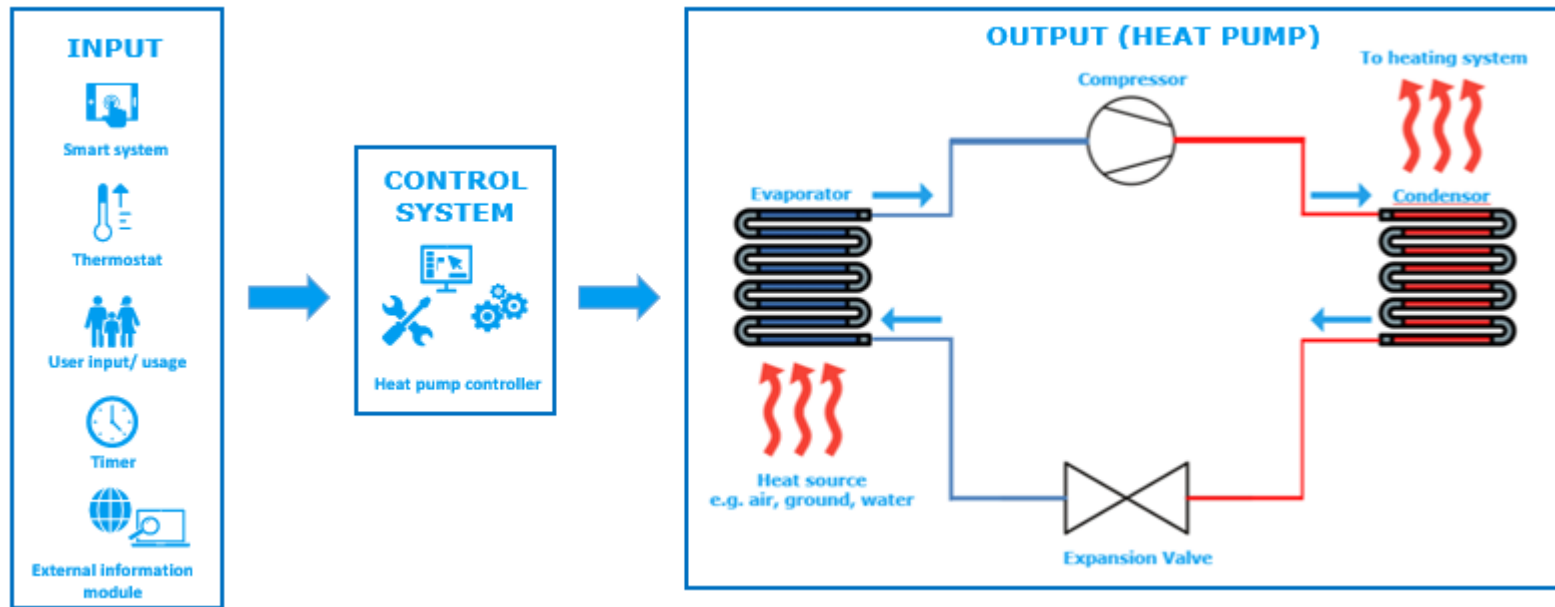 INPUT
Smart system
Thermostat
User input/ usage
Timer
External information
module
CONTROL
SYSTEM
Heat pump controller
OUTPUT (HEAT PUMP)
To heating system
Compressor
Evaporator
Condensor
Heat source
e.g. air, ground, water
Expansion Valve